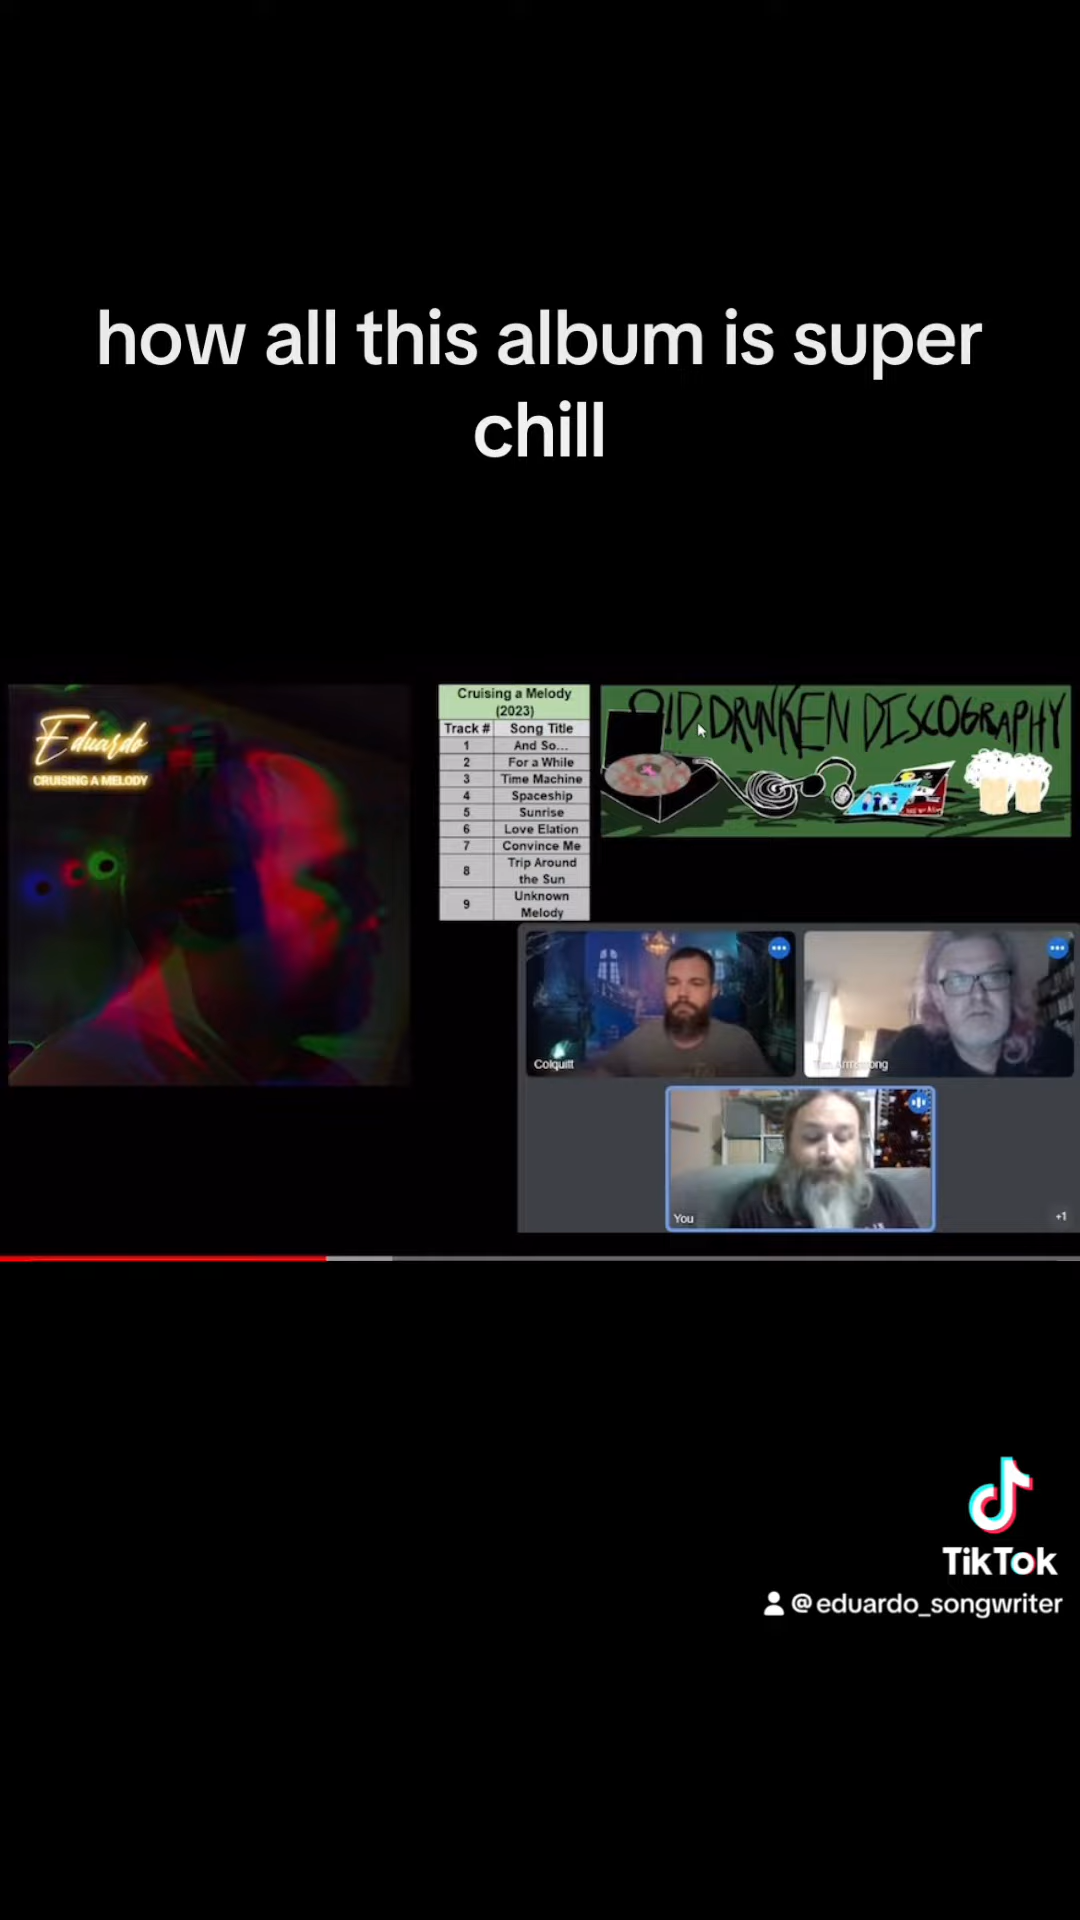 how all this album is super
chill
Eduardo
CRUISING A MELODY
Cruising a Melody
(2023)
Track # Song Title
1 And So...
2 For a While
3 Time Machine
4 Spaceship
5 Sunrise
6 Love Elation
7 Convince Me
8 Trip Around
the Sun
9 Unknown
Melody
DRUNKEN DISCOGRAPHY
Colquitt
You
+1
TikTok
@eduardo_songwriter